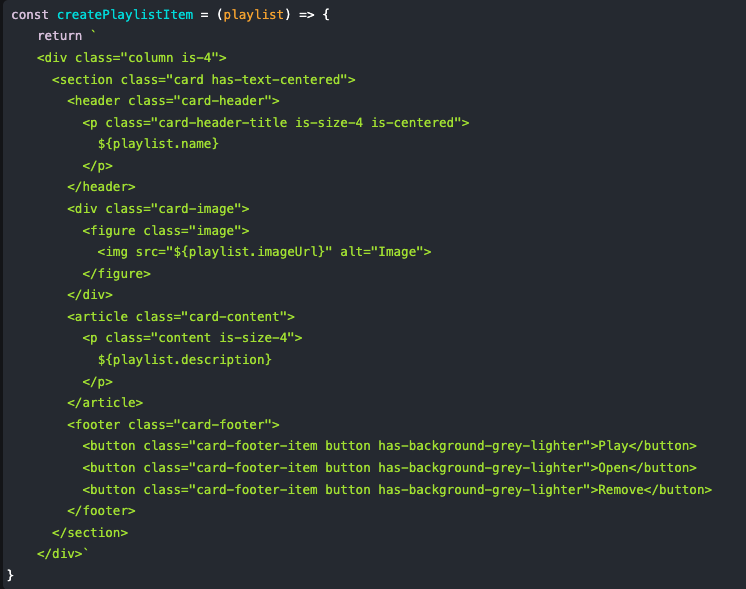 const createPlaylistItem = (playlist) => {
    return `
    <div class="column is-4">
      <section class="card has-text-centered">
        <header class="card-header">
          <p class="card-header-title is-size-4 is-centered">
            ${playlist.name}
          </p>
        </header>
        <div class="card-image">
          <figure class="image">
            <img src="${playlist.imageUrl}" alt="Image">
          </figure>
        </div>
        <article class="card-content">
          <p class="content is-size-4">
            ${playlist.description}
          </p>
        </article>
        <footer class="card-footer">
          <button class="card-footer-item button has-background-grey-lighter">Play</button>
          <button class="card-footer-item button has-background-grey-lighter">Open</button>
          <button class="card-footer-item button has-background-grey-lighter">Remove</button>
        </footer>
      </section>
    </div>`
}